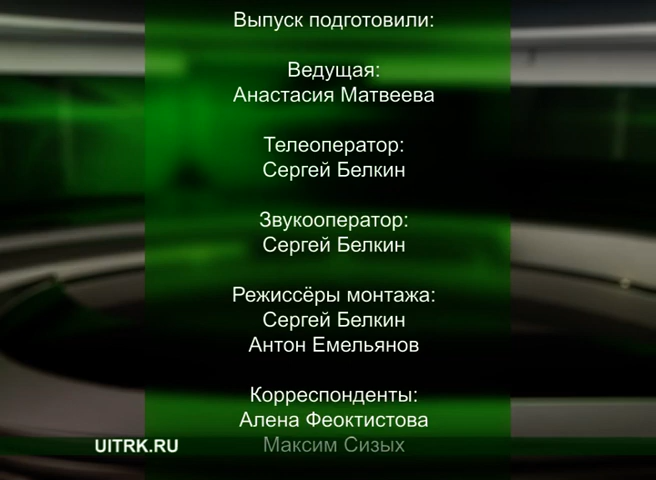 Выпуск подготовили:
Ведущая:
Анастасия Матвеева
Телеоператор:
Сергей Белкин
Звукооператор:
Сергей Белкин
Режиссёры монтажа:
Сергей Белкин
Антон Емельянов
Корреспонденты:
Алена Феоктистова
Максим Сизых
UITRK.RU